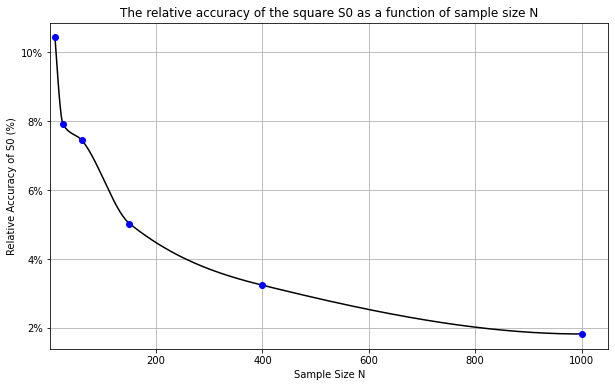 The relative accuracy of the square S0 as a function of sample size N
Relative Accuracy of S0 (%)
10%
8%
6%
4%
2%
200 400 600 800 1000
Sample Size N